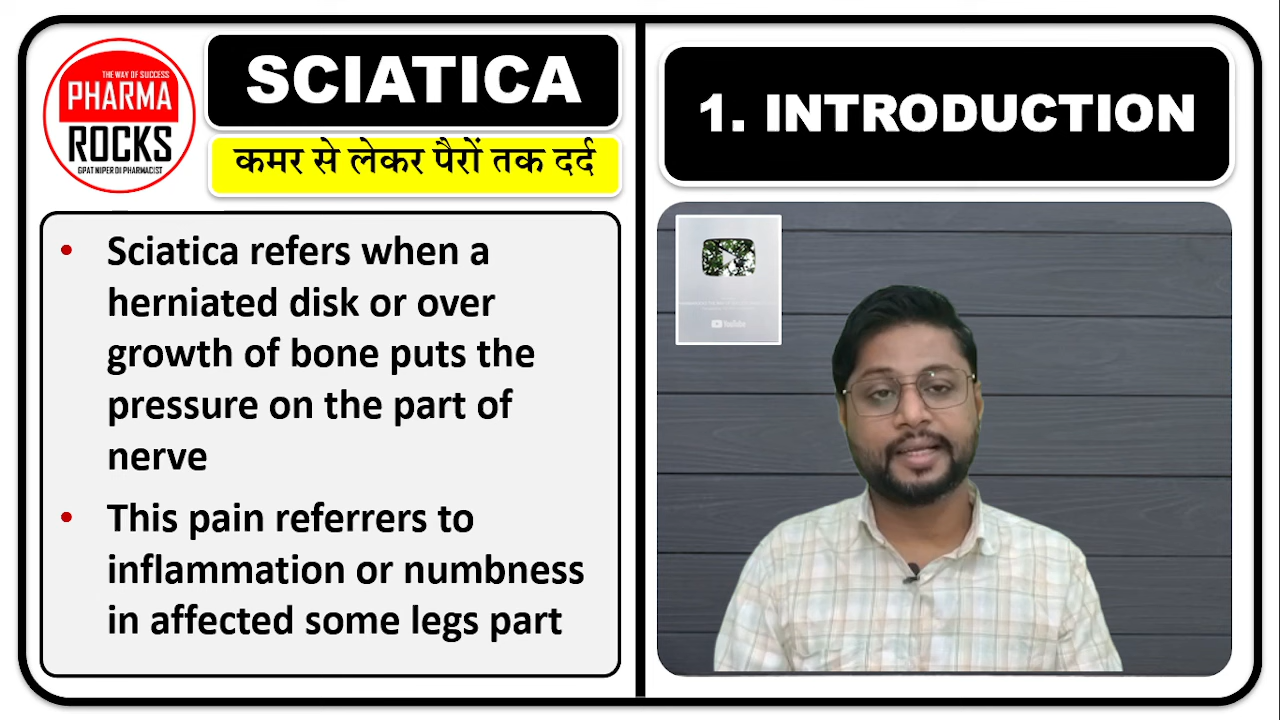 THE WAY OF SUCCESS
PHARMA
ROCKS
GPAT NIPER DI PHARMACIST
SCIATICA
कमर से लेकर पैरों तक दर्द
1. INTRODUCTION
• Sciatica refers when a
herniated disk or over
growth of bone puts the
pressure on the part of
nerve
• This pain referrers to
inflammation or numbness
in affected some legs part
YouTube